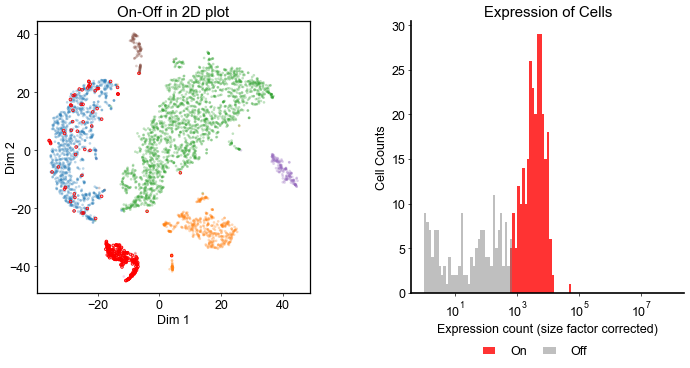 On-Off in 2D plot
40
20
0
−20
−40
Dim 2
−20 0 20 40
Dim 1
Expression of Cells
30
25
20
15
10
5
0
Cell Counts
10^1 10^3 10^5 10^7
Expression count (size factor corrected)
On Off